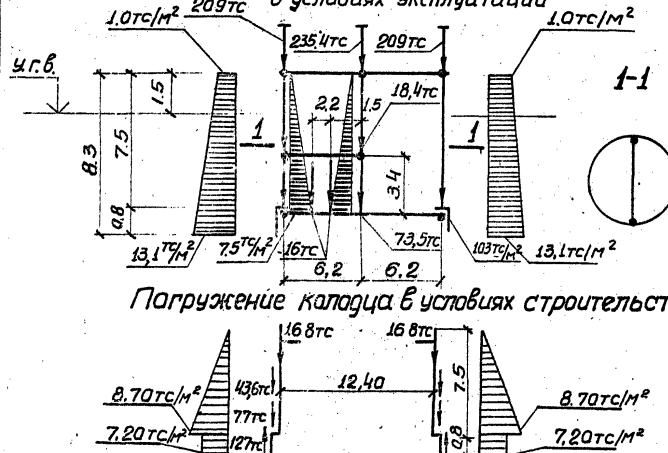 в условиях эксплуатации
1.0тс/м² 209тс 235.4тс 209тс 1.0тс/м²
у.г.в.
1.5
18,4тс
1-1
2,2 1.5
8.3 7.5 1 1
3.4
0.8
13,1тс/м² 7.5тс/м² 16тс 73,5тс 103тс/м² 13,1тс/м²
6,2 6.2
Погружение колодца в условиях строительст
16.8тс 16.8тс
7.5
43,6тс 12,40
8.70тс/м² 8.70тс/м²
7.7тс
0.8
7.20тс/м² 127тс 7,20тс/м²